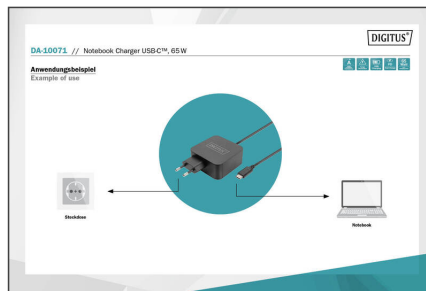 DIGITUS®
DA-10071 // Notebook Charger USB-C™, 65 W
Anwendungsbeispiel
Example of use
Steckdose
Notebook